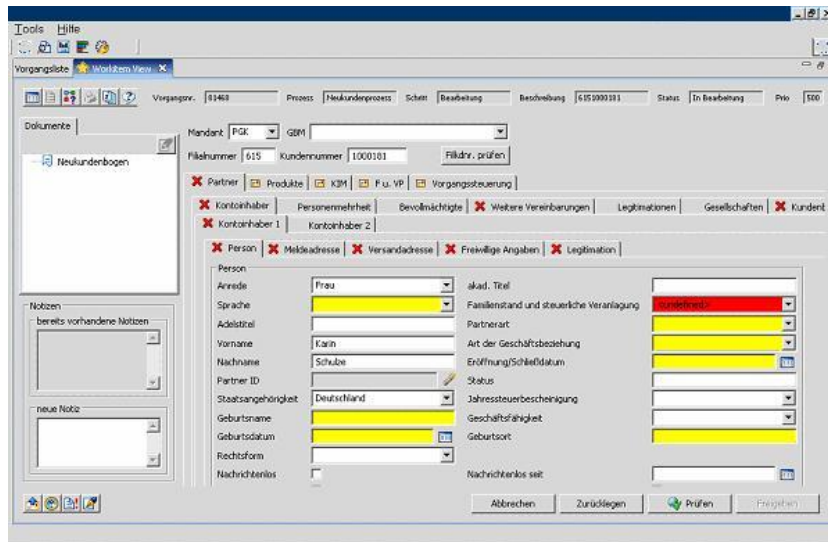 Tools Hilfe
Vorgangsliste Workitem View
Vorgangsnr. 01460 Prozess Neukundenprozess Schritt Bearbeitung Beschreibung 6151000181 Status In Bearbeitung Prio 500
Dokumente
Neukundenbogen
Mandant PGK GBM
Filialnummer 615 Kundennummer 1000181 Filkdnr. prüfen
Partner Produkte KIM F u. VP Vorgangssteuerung
Kontoinhaber Personenmehrheit Bevollmächtigte Weitere Vereinbarungen Legitimationen Gesellschaften Kundenb
Kontoinhaber 1 Kontoinhaber 2
Person Meldeadresse Versandadresse Freiwillige Angaben Legitimation
Person
Anrede Frau akad. Titel
Sprache Familienstand und steuerliche Veranlagung <undefined>
Adelstitel Partnerart
Vorname Karin Art der Geschäftsbeziehung
Nachname Schulze Eröffnung/Schließdatum
Partner ID Status
Staatsangehörigkeit Deutschland Jahressteuerbescheinigung
Geburtsname Geschäftsfähigkeit
Geburtsdatum Geburtsort
Rechtsform
Nachrichtenlos Nachrichtenlos seit
Notizen
bereits vorhandene Notizen
neue Notiz
Abbrechen Zurücklegen Prüfen Freigeben